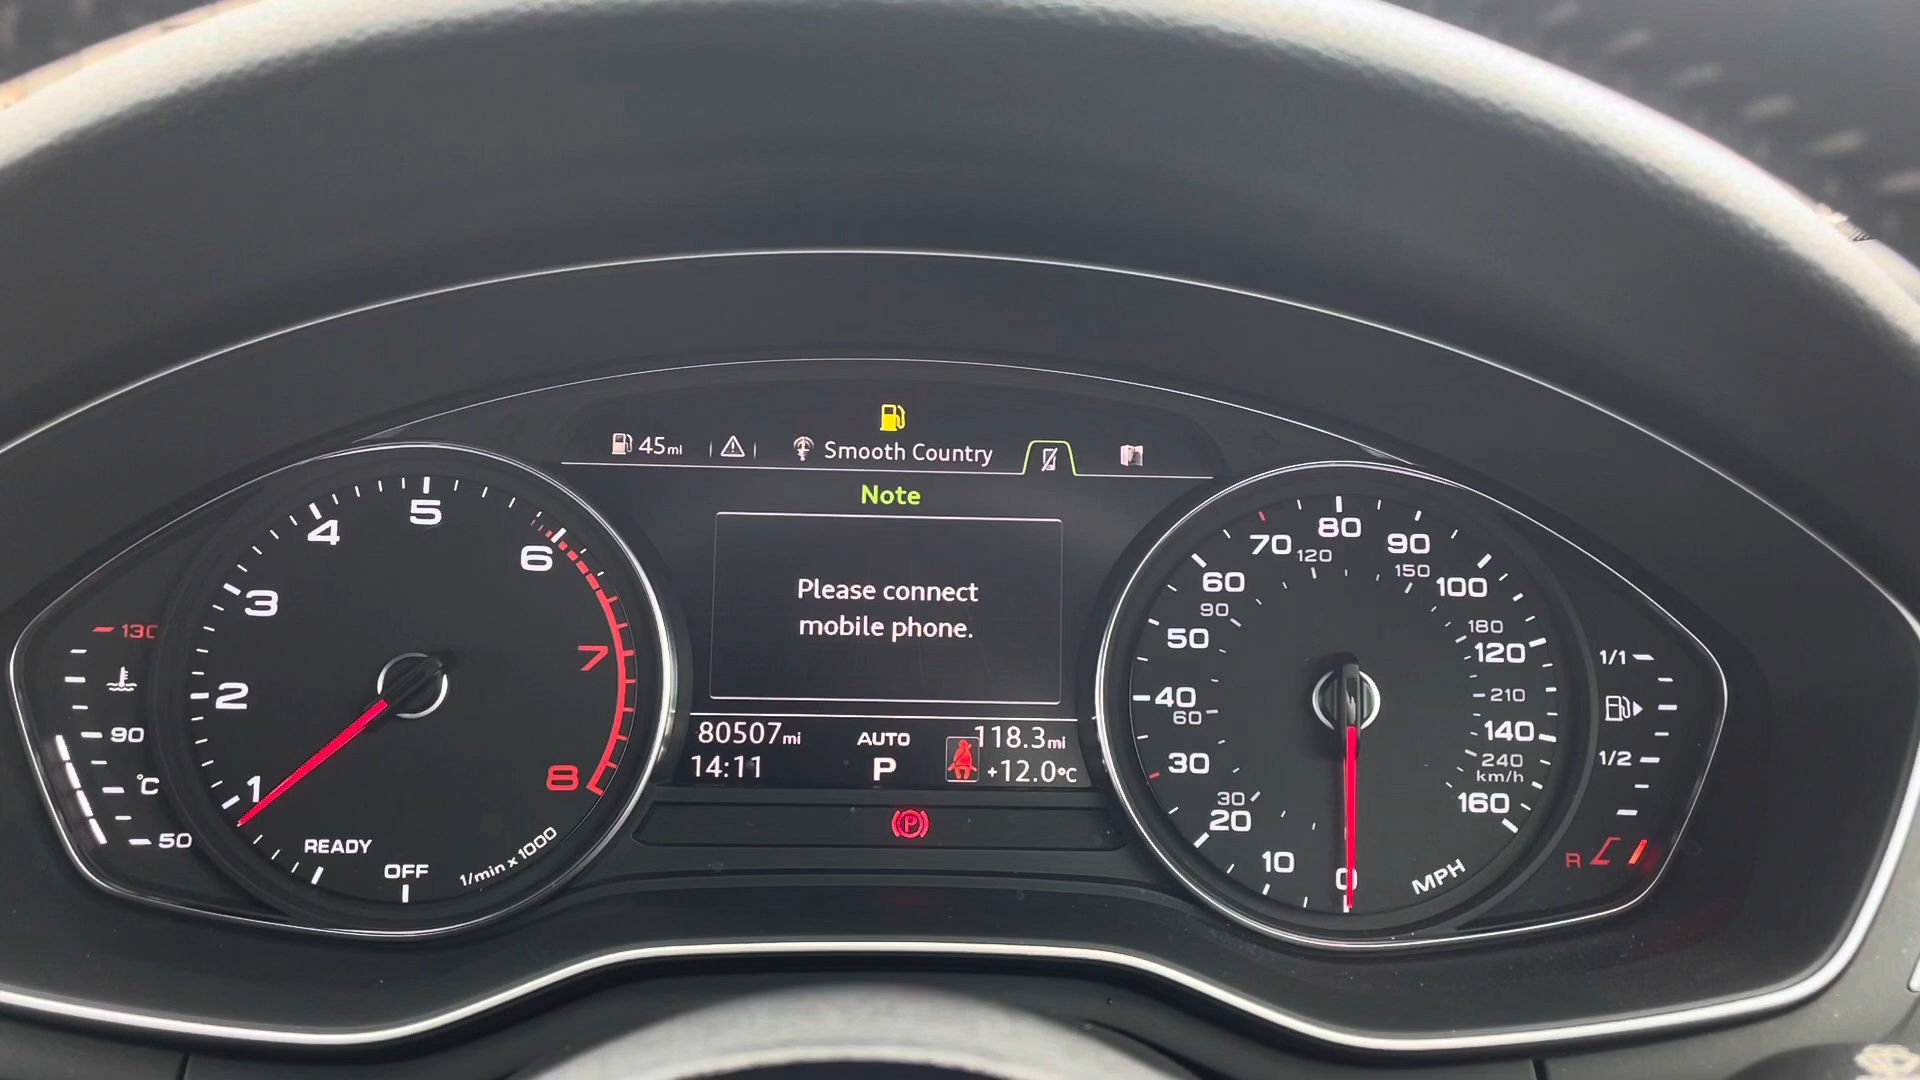 45mi
Smooth Country
Note
Please connect
mobile phone.
80507mi
AUTO
118.3mi
14:11
P
+12.0°C
P
130
90
°C
50
1
2
3
4
5
6
7
8
READY
OFF
1/min x 1000
0
10
20
30
40
50
60
70
80
90
100
120
140
160
MPH
30
60
90
120
150
180
210
240
km/h
1/1
1/2
R